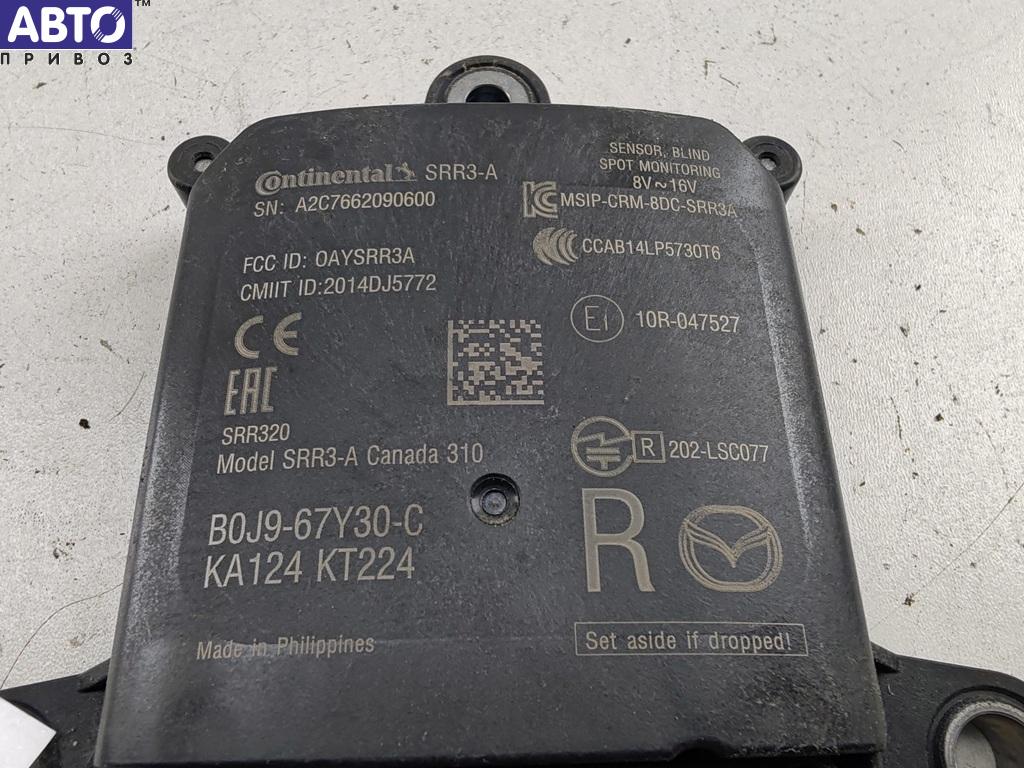 АВТО™
ПРИВОЗ
Continental SRR3-A
SN: A2C7662090600
SENSOR, BLIND
SPOT MONITORING
8V~16V
MSIP-CRM-8DC-SRR3A
CCAB14LP5730T6
FCC ID: OAYSRR3A
CMIIT ID:2014DJ5772
E1 10R-047527
CE
EAC
SRR320
Model SRR3-A Canada 310
R 202-LSC077
B0J9-67Y30-C
KA124 KT224
R
Made in Philippines
Set aside if dropped!